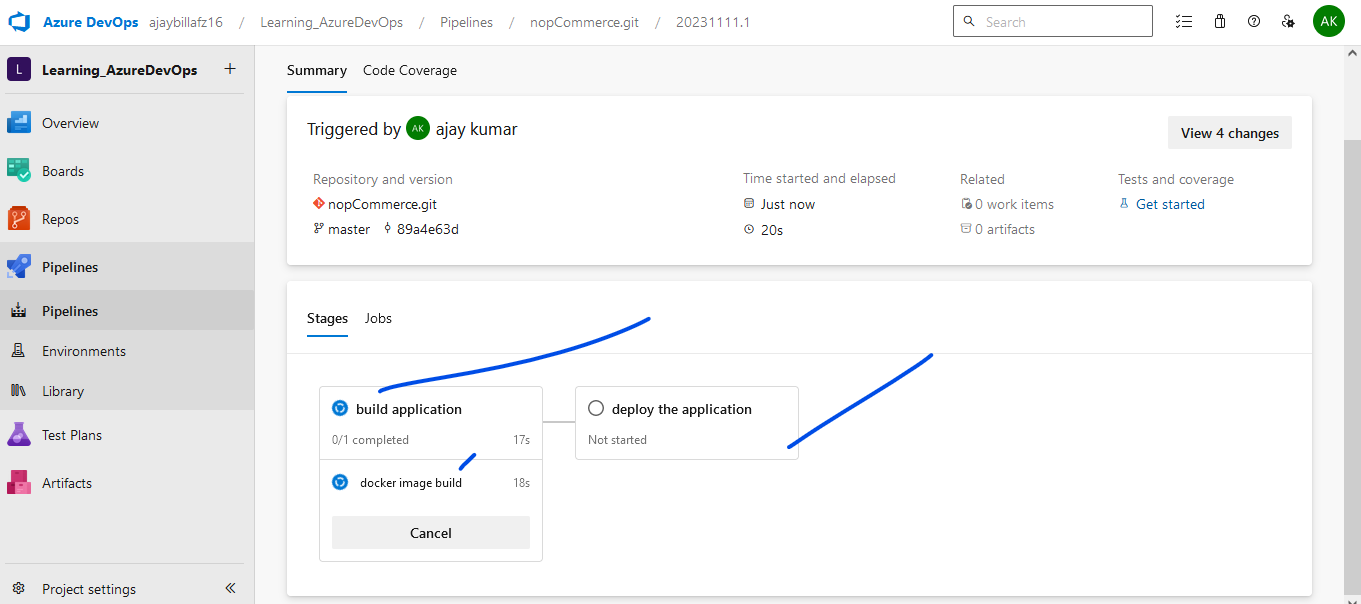 Azure DevOps ajaybillafz16 / Learning_AzureDevOps / Pipelines / nopCommerce.git / 20231111.1 Search AK
L Learning_AzureDevOps +
Overview
Boards
Repos
Pipelines
Pipelines
Environments
Library
Test Plans
Artifacts
Project settings
Summary Code Coverage
Triggered by AK ajay kumar View 4 changes
Repository and version Time started and elapsed Related Tests and coverage
nopCommerce.git Just now 0 work items Get started
master 89a4e63d 20s 0 artifacts
Stages Jobs
build application
0/1 completed 17s
docker image build 18s
Cancel
deploy the application
Not started